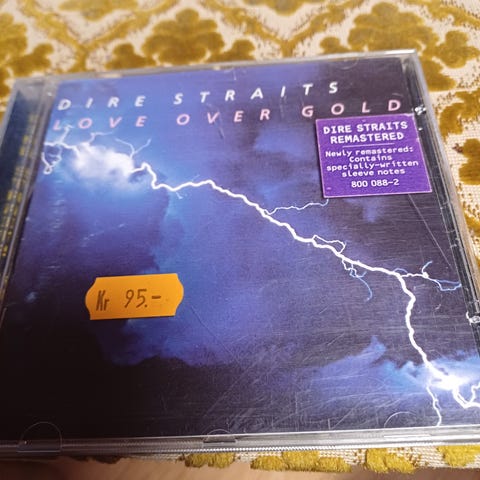 DIRE STRAITS
LOVE OVER GOLD
DIRE STRAITS
REMASTERED
Newly remastered:
Contains
specially-written
sleeve notes
800 088-2
Kr 95.-